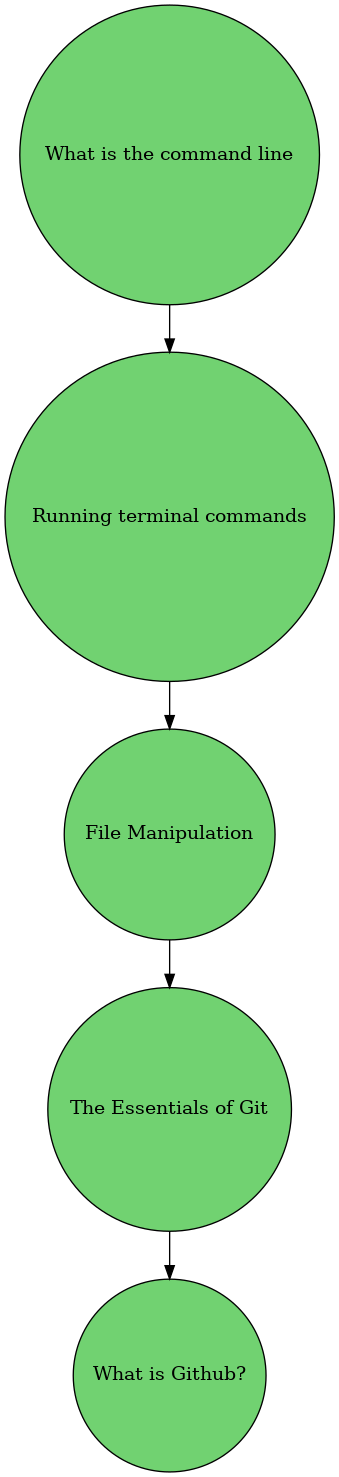 What is the command line
Running terminal commands
File Manipulation
The Essentials of Git
What is Github?